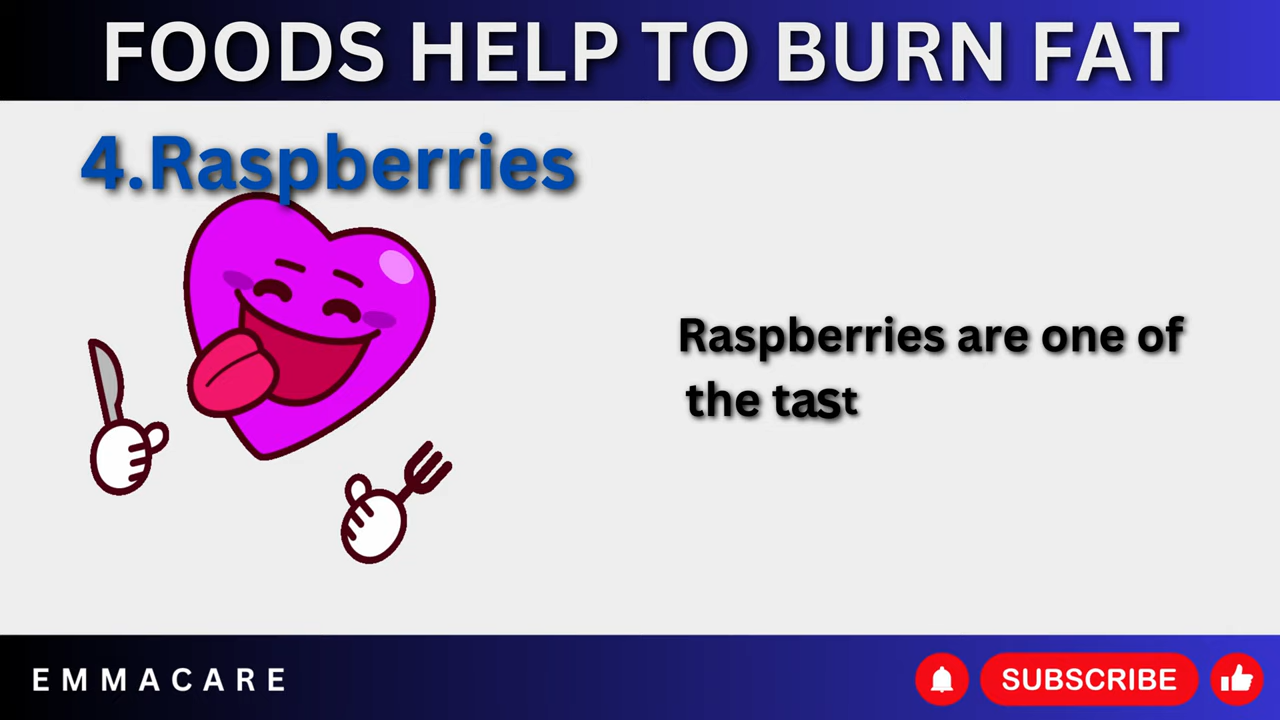 FOODS HELP TO BURN FAT
4.Raspberries
Raspberries are one of
the tast
EMMACARE
SUBSCRIBE